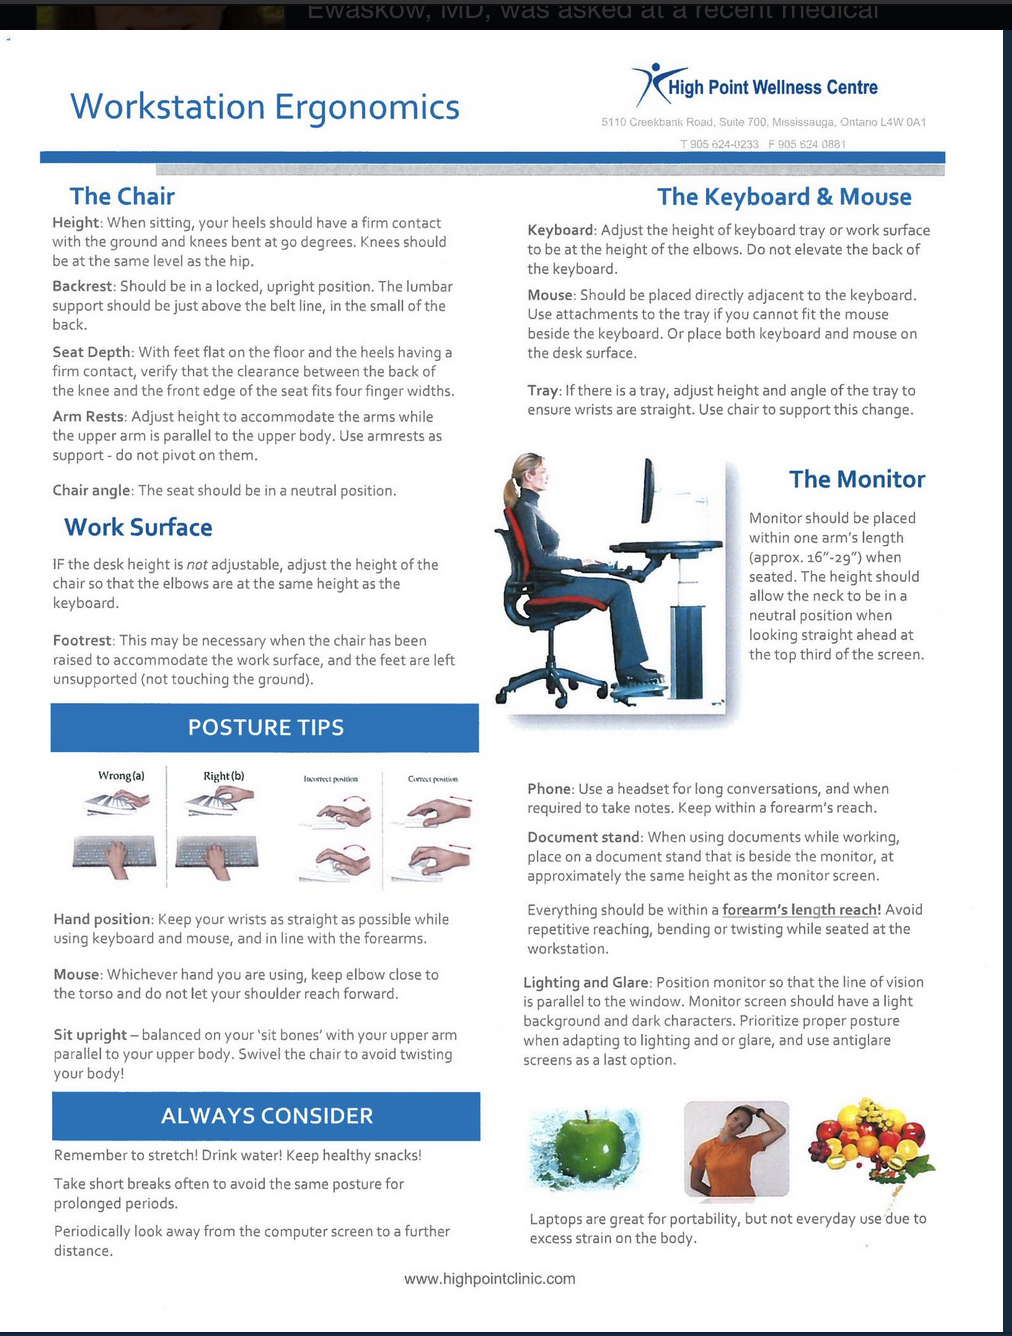 Ewaskow, MD, was asked at a recent medical
Workstation Ergonomics
High Point Wellness Centre
5110 Creekbank Road, Suite 700, Mississauga, Ontario L4W 0A1
T 905 624-0233 F 905 624 0881
The Chair
Height: When sitting, your heels should have a firm contact
with the ground and knees bent at 90 degrees. Knees should
be at the same level as the hip.
Backrest: Should be in a locked, upright position. The lumbar
support should be just above the belt line, in the small of the
back.
Seat Depth: With feet flat on the floor and the heels having a
firm contact, verify that the clearance between the back of
the knee and the front edge of the seat fits four finger widths.
Arm Rests: Adjust height to accommodate the arms while
the upper arm is parallel to the upper body. Use armrests as
support - do not pivot on them.
Chair angle: The seat should be in a neutral position.
Work Surface
IF the desk height is not adjustable, adjust the height of the
chair so that the elbows are at the same height as the
keyboard.
Footrest: This may be necessary when the chair has been
raised to accommodate the work surface, and the feet are left
unsupported (not touching the ground).
The Keyboard & Mouse
Keyboard: Adjust the height of keyboard tray or work surface
to be at the height of the elbows. Do not elevate the back of
the keyboard.
Mouse: Should be placed directly adjacent to the keyboard.
Use attachments to the tray if you cannot fit the mouse
beside the keyboard. Or place both keyboard and mouse on
the desk surface.
Tray: If there is a tray, adjust height and angle of the tray to
ensure wrists are straight. Use chair to support this change.
The Monitor
Monitor should be placed
within one arm's length
(approx. 16"-29") when
seated. The height should
allow the neck to be in a
neutral position when
looking straight ahead at
the top third of the screen.
POSTURE TIPS
Wrong(a)
Right(b)
Incorrect position
Correct position
Hand position: Keep your wrists as straight as possible while
using keyboard and mouse, and in line with the forearms.
Mouse: Whichever hand you are using, keep elbow close to
the torso and do not let your shoulder reach forward.
Sit upright – balanced on your 'sit bones' with your upper arm
parallel to your upper body. Swivel the chair to avoid twisting
your body!
ALWAYS CONSIDER
Remember to stretch! Drink water! Keep healthy snacks!
Take short breaks often to avoid the same posture for
prolonged periods.
Periodically look away from the computer screen to a further
distance.
Phone: Use a headset for long conversations, and when
required to take notes. Keep within a forearm's reach.
Document stand: When using documents while working,
place on a document stand that is beside the monitor, at
approximately the same height as the monitor screen.
Everything should be within a forearm's length reach! Avoid
repetitive reaching, bending or twisting while seated at the
workstation.
Lighting and Glare: Position monitor so that the line of vision
is parallel to the window. Monitor screen should have a light
background and dark characters. Prioritize proper posture
when adapting to lighting and or glare, and use antiglare
screens as a last option.
Laptops are great for portability, but not everyday use due to
excess strain on the body.
www.highpointclinic.com